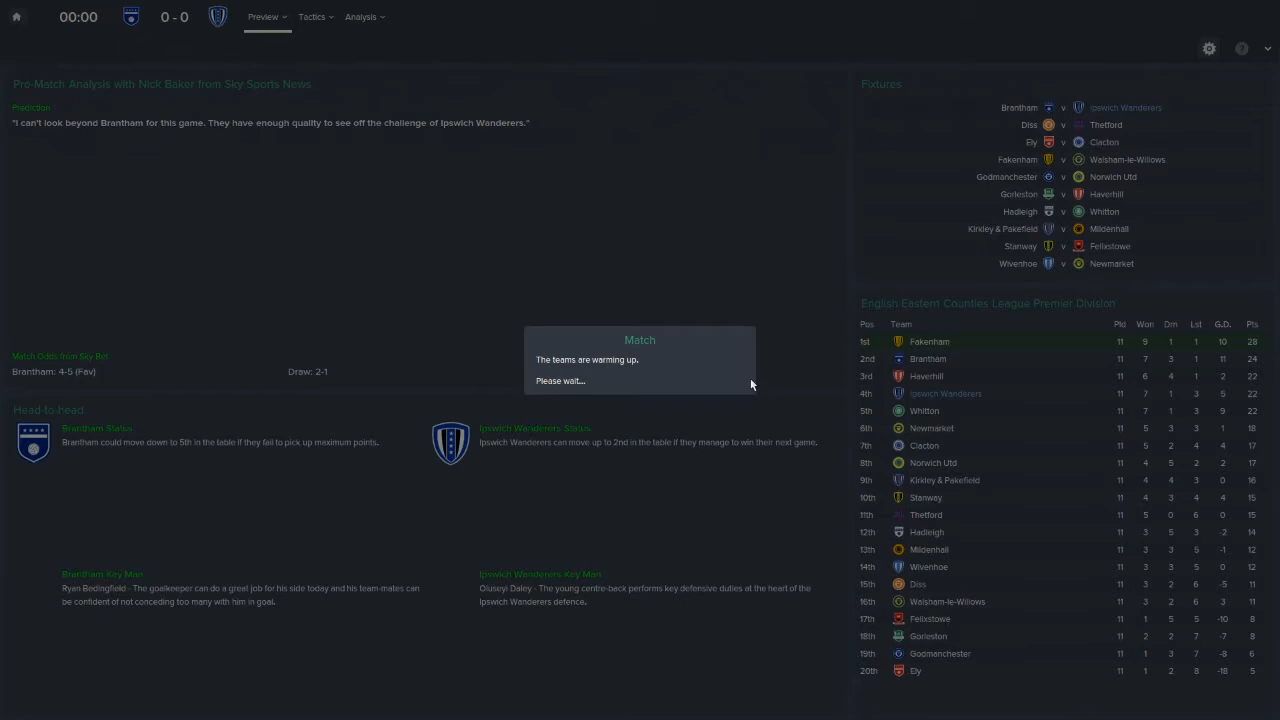 00:00 0 - 0 Preview Tactics Analysis
Pre-Match Analysis with Nick Baker from Sky Sports News
Prediction
"I can't look beyond Brantham for this game. They have enough quality to see off the challenge of Ipswich Wanderers."
Match Odds from Sky Bet
Brantham: 4-5 (Fav) Draw: 2-1
Head-to-head
Brantham Status
Brantham could move down to 5th in the table if they fail to pick up maximum points.
Ipswich Wanderers Status
Ipswich Wanderers can move up to 2nd in the table if they manage to win their next game.
Brantham Key Man
Ryan Bedingfield - The goalkeeper can do a great job for his side today and his team-mates can
be confident of not conceding too many with him in goal.
Ipswich Wanderers Key Man
Oluseyi Daley - The young centre-back performs key defensive duties at the heart of the
Ipswich Wanderers defence.
Match
The teams are warming up.
Please wait...
Fixtures
Brantham v Ipswich Wanderers
Diss v Thetford
Ely v Clacton
Fakenham v Walsham-le-Willows
Godmanchester v Norwich Utd
Gorleston v Haverhill
Hadleigh v Whitton
Kirkley & Pakefield v Mildenhall
Stanway v Felixstowe
Wivenhoe v Newmarket
English Eastern Counties League Premier Division
Pos Team Pld Won Drn Lst G.D. Pts
1st Fakenham 11 9 1 1 10 28
2nd Brantham 11 7 3 1 11 24
3rd Haverhill 11 6 4 1 2 22
4th Ipswich Wanderers 11 7 1 3 5 22
5th Whitton 11 7 1 3 9 22
6th Newmarket 11 5 3 3 1 18
7th Clacton 11 5 2 4 4 17
8th Norwich Utd 11 4 5 2 2 17
9th Kirkley & Pakefield 11 4 4 3 0 16
10th Stanway 11 4 3 4 4 15
11th Thetford 11 5 0 6 0 15
12th Hadleigh 11 3 5 3 -2 14
13th Mildenhall 11 3 3 5 -1 12
14th Wivenhoe 11 3 3 5 0 12
15th Diss 11 3 2 6 -5 11
16th Walsham-le-Willows 11 3 2 6 3 11
17th Felixstowe 11 1 5 5 -10 8
18th Gorleston 11 2 2 7 -7 8
19th Godmanchester 11 1 3 7 -8 6
20th Ely 11 1 2 8 -18 5